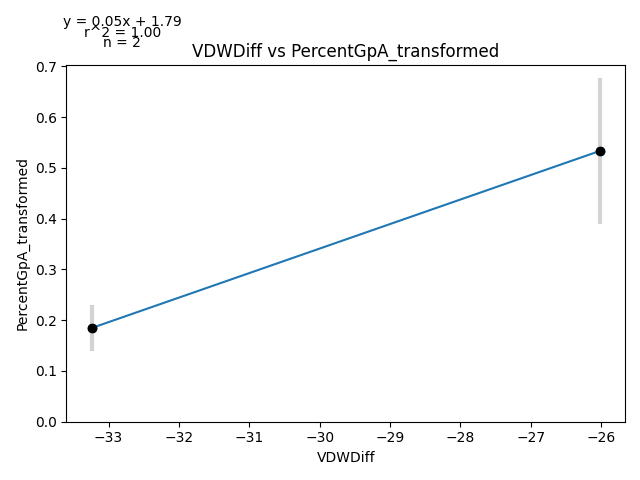 y = 0.05x + 1.79
r^2 = 1.00
n = 2
VDWDiff vs PercentGpA_transformed
0.7
0.6
0.5
0.4
0.3
0.2
0.1
0.0
PercentGpA_transformed
−33 −32 −31 −30 −29 −28 −27 −26
VDWDiff